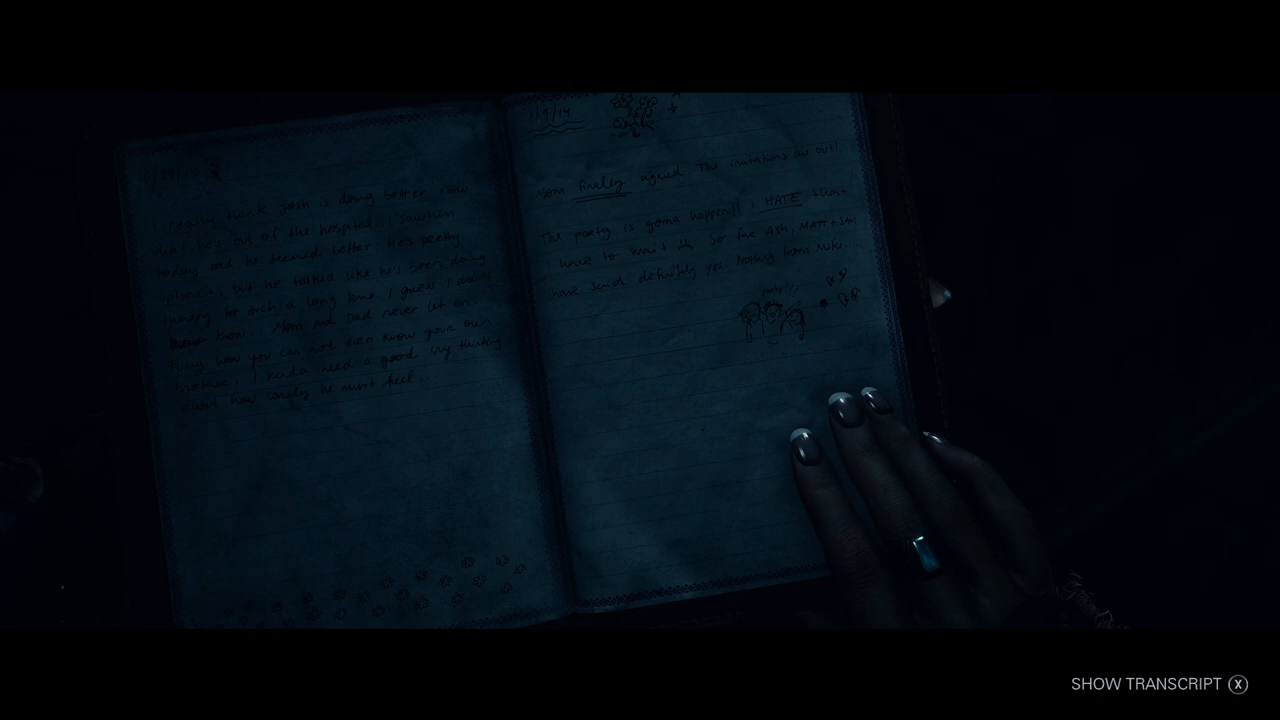 I really think Josh is doing better now
that he's out of the hospital. I saw him
today and he seemed better. He's pretty
upbeat, but he talked like he's been doing
therapy for such a long time. I guess I didn't
know... Mom and Dad never let on.
Funny how you can not even know your own
brother. I kinda need a good cry thinking
about how lonely he must feel...
1/9/14
Mom finally agreed The invitations are out!
The party is gonna happen!! I HATE that
I have to wait So far Ash, MATT + SAM
have said definitely yes. Nothing from Mike...
party!!
SHOW TRANSCRIPT X